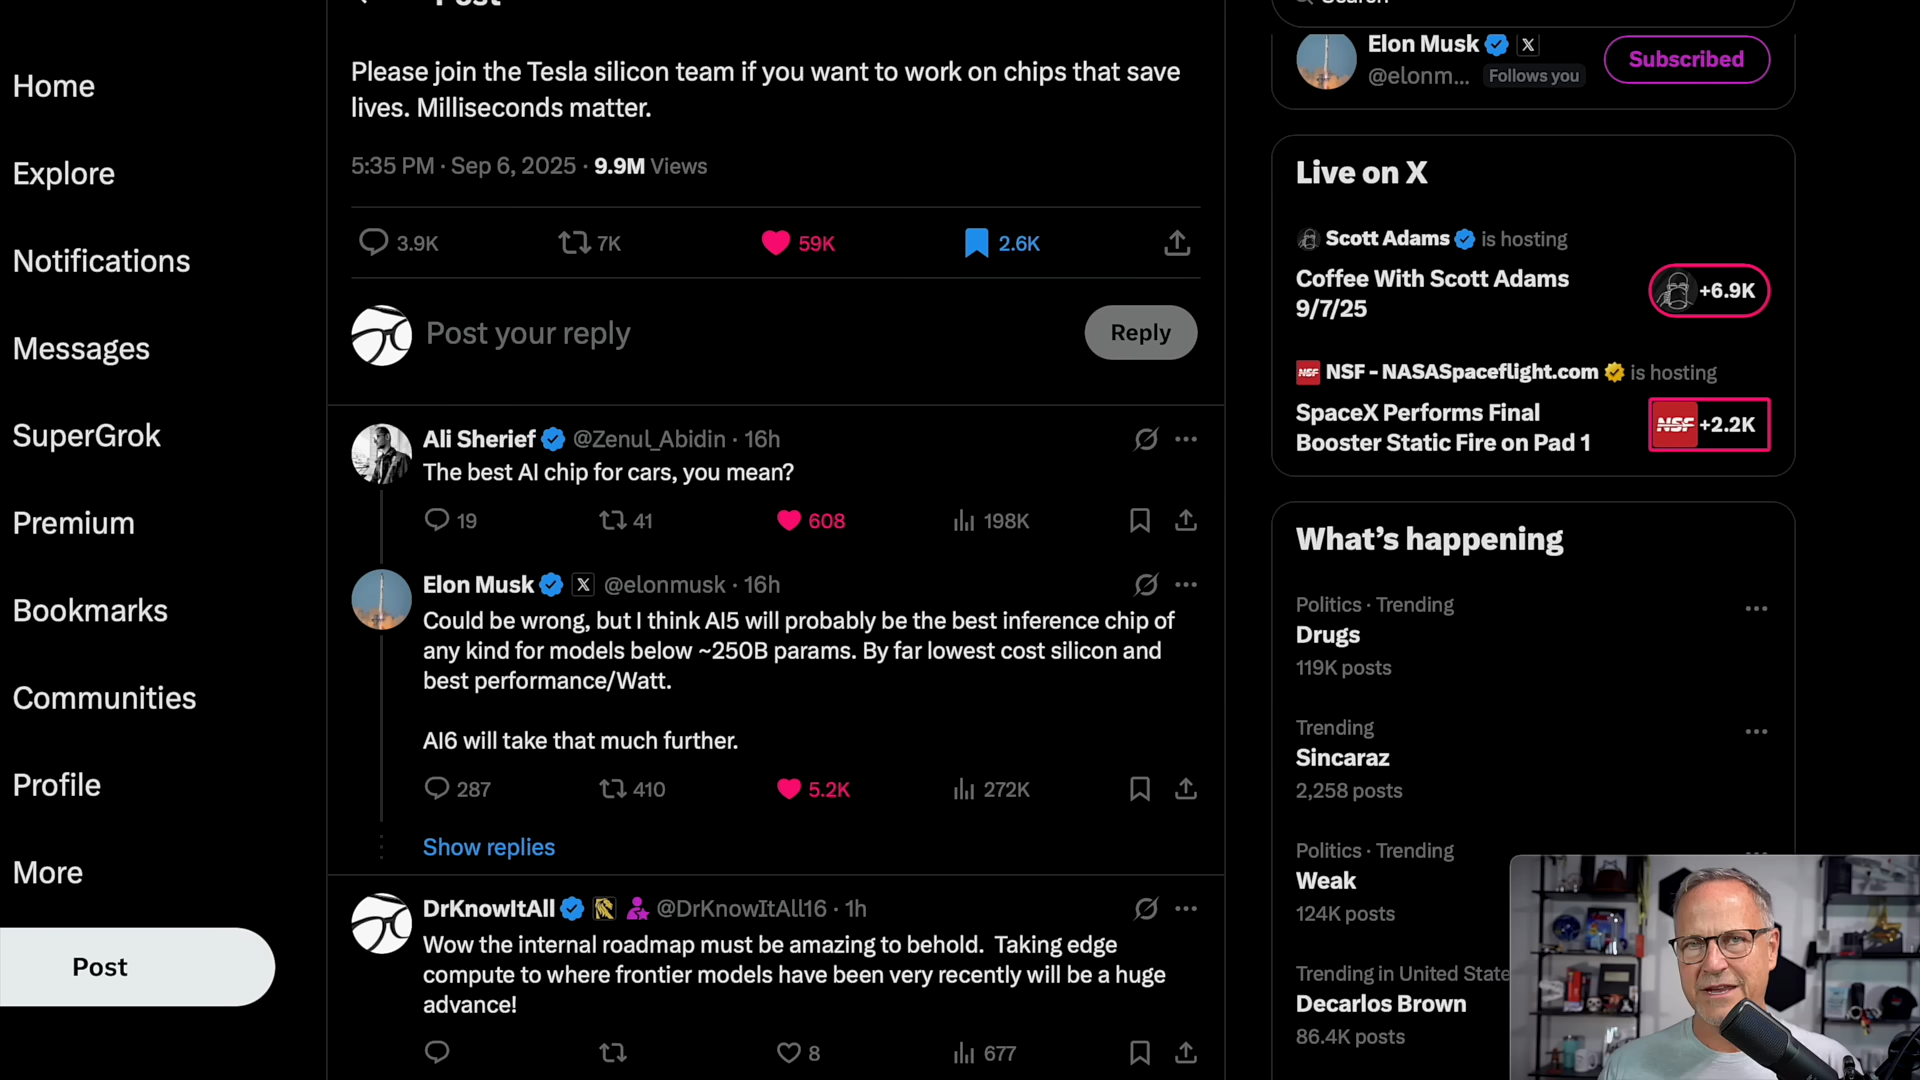 Post
Please join the Tesla silicon team if you want to work on chips that save
lives. Milliseconds matter.
5:35 PM · Sep 6, 2025 · 9.9M Views
3.9K
7K
59K
2.6K
Post your reply
Reply
Ali Sherief @Zenul_Abidin · 16h
The best AI chip for cars, you mean?
19
41
608
198K
Elon Musk @elonmusk · 16h
Could be wrong, but I think AI5 will probably be the best inference chip of
any kind for models below ~250B params. By far lowest cost silicon and
best performance/Watt.
AI6 will take that much further.
287
410
5.2K
272K
Show replies
DrKnowItAll @DrKnowItAll16 · 1h
Wow the internal roadmap must be amazing to behold. Taking edge
compute to where frontier models have been very recently will be a huge
advance!
8
677
Home
Explore
Notifications
Messages
SuperGrok
Premium
Bookmarks
Communities
Profile
More
Post
Search
Elon Musk
@elonm...
Follows you
Subscribed
Live on X
Scott Adams is hosting
Coffee With Scott Adams
9/7/25
+6.9K
NSF
NSF - NASASpaceflight.com is hosting
SpaceX Performs Final
Booster Static Fire on Pad 1
NSF
+2.2K
What's happening
Politics · Trending
Drugs
119K posts
Trending
Sincaraz
2,258 posts
Politics · Trending
Weak
124K posts
Trending in United State
Decarlos Brown
86.4K posts